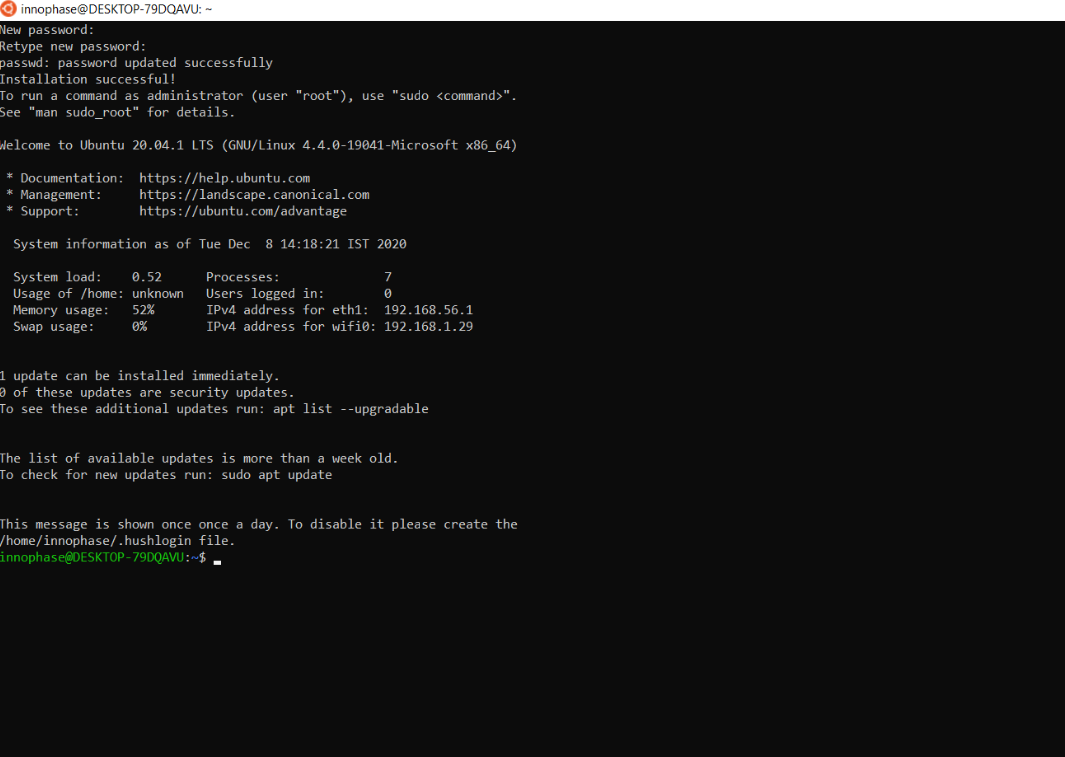 innophase@DESKTOP-79DQAVU: ~
New password:
Retype new password:
passwd: password updated successfully
Installation successful!
To run a command as administrator (user "root"), use "sudo <command>".
See "man sudo_root" for details.
Welcome to Ubuntu 20.04.1 LTS (GNU/Linux 4.4.0-19041-Microsoft x86_64)
* Documentation:  https://help.ubuntu.com
* Management:     https://landscape.canonical.com
* Support:        https://ubuntu.com/advantage
System information as of Tue Dec  8 14:18:21 IST 2020
System load:    0.52      Processes:              7
Usage of /home: unknown   Users logged in:        0
Memory usage:   52%       IPv4 address for eth1:  192.168.56.1
Swap usage:     0%        IPv4 address for wifi0: 192.168.1.29
1 update can be installed immediately.
0 of these updates are security updates.
To see these additional updates run: apt list --upgradable
The list of available updates is more than a week old.
To check for new updates run: sudo apt update
This message is shown once once a day. To disable it please create the
/home/innophase/.hushlogin file.
innophase@DESKTOP-79DQAVU:~$